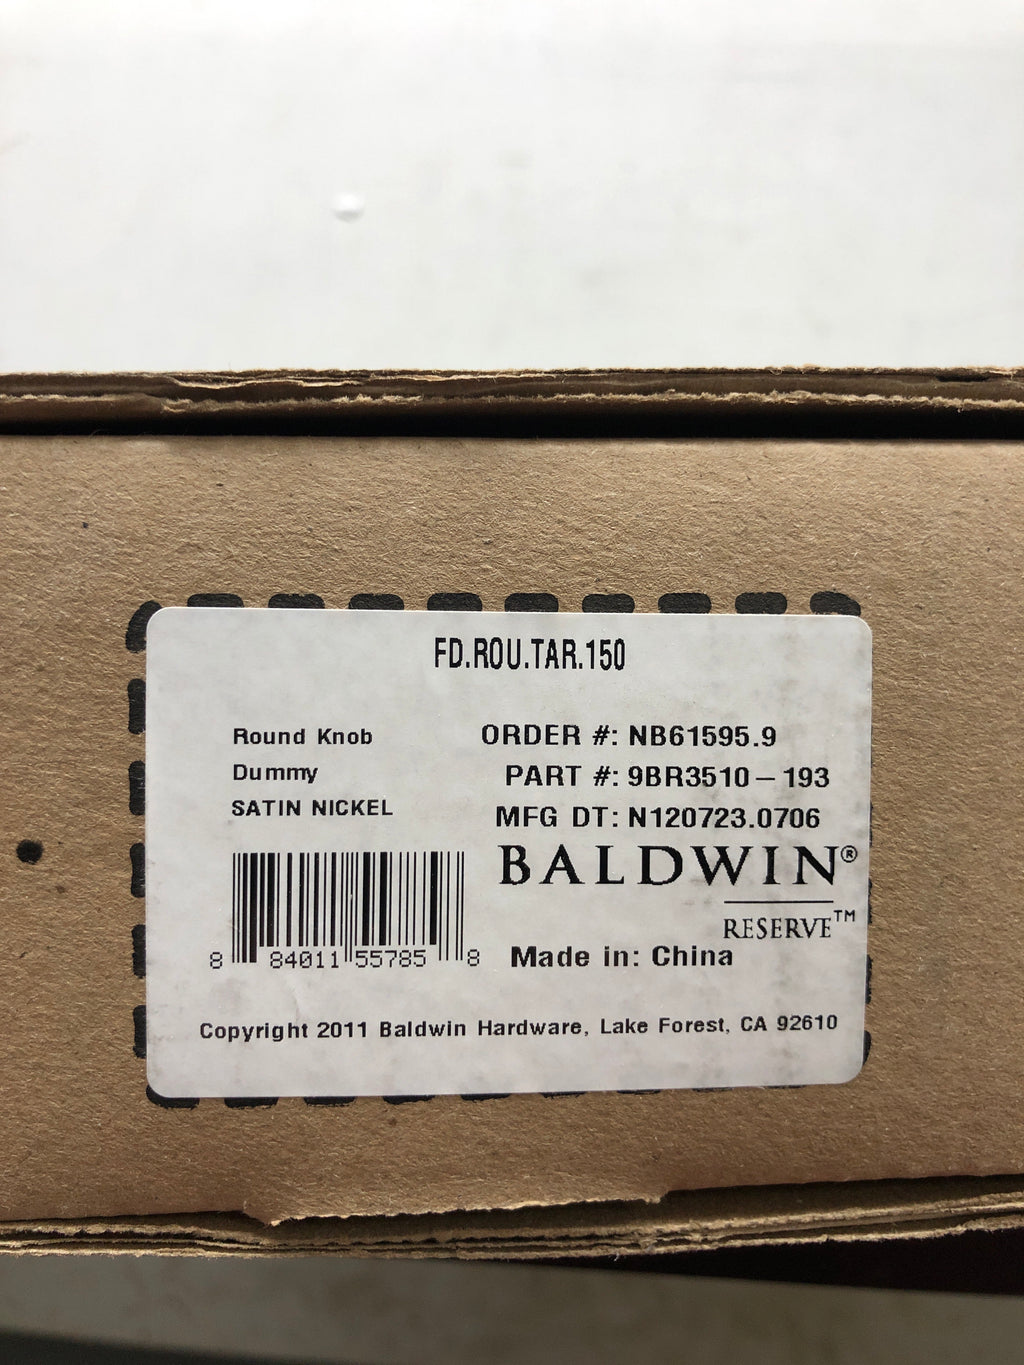 FD.ROU.TAR.150
Round Knob
Dummy
SATIN NICKEL
ORDER #: NB61595.9
PART #: 9BR3510-193
MFG DT: N120723.0706
BALDWIN®
RESERVE™
8 84011 55785 8
Made in: China
Copyright 2011 Baldwin Hardware, Lake Forest, CA 92610